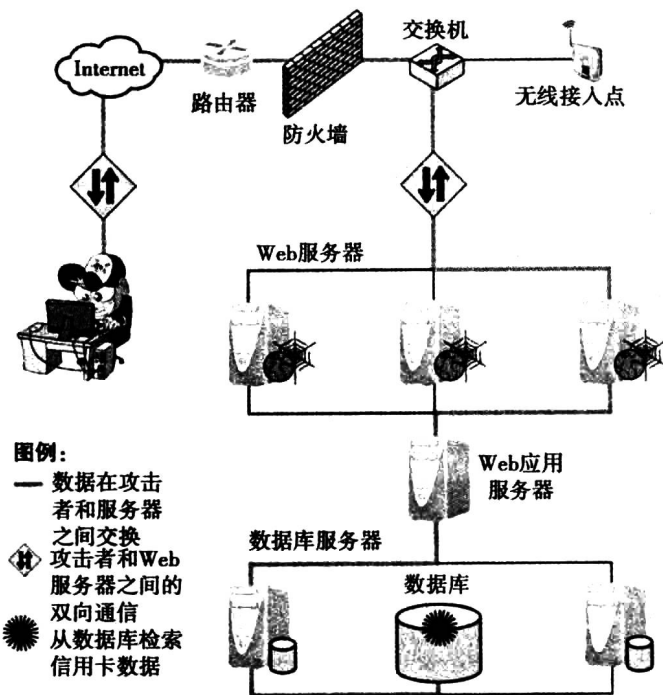 Internet
路由器
防火墙
交换机
无线接入点
Web服务器
Web应用
服务器
数据库服务器
数据库
图例：
数据在攻击
者和服务器
之间交换
攻击者和Web
服务器之间的
双向通信
从数据库检索
信用卡数据